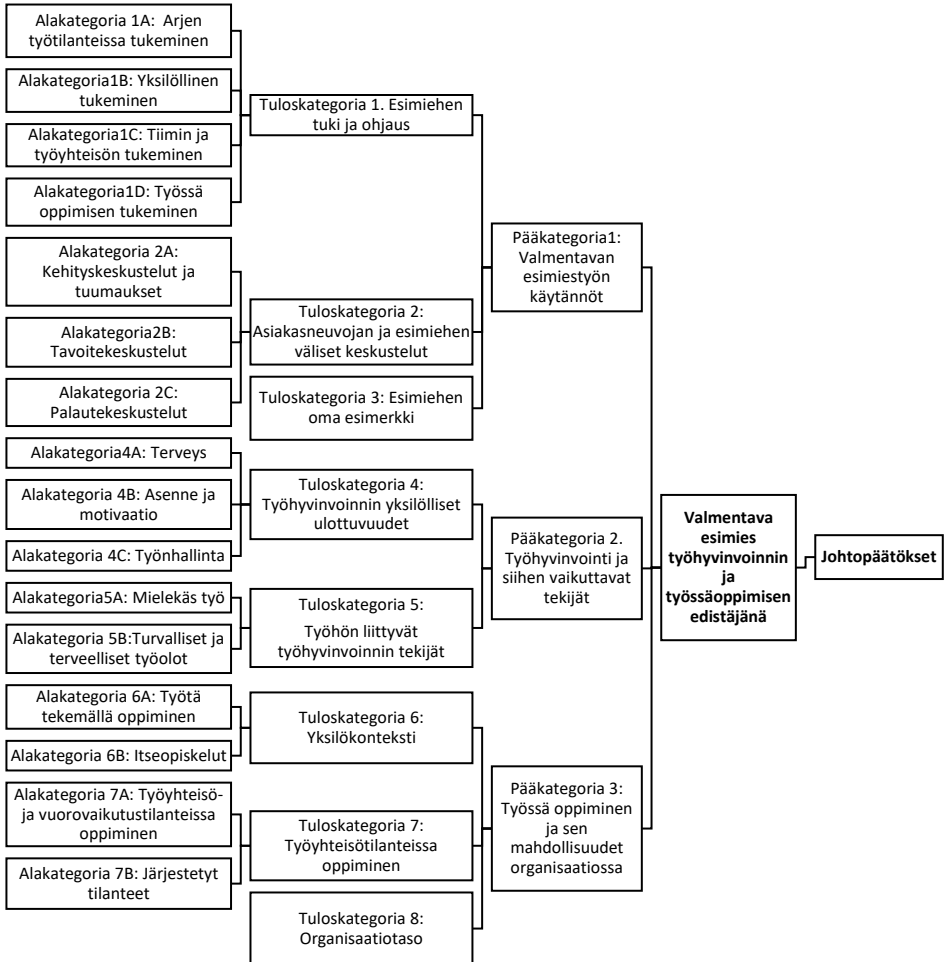 Alakategoria 1A:  Arjen
työtilanteissa tukeminen
Alakategoria1B: Yksilöllinen
tukeminen
Alakategoria1C: Tiimin ja
työyhteisön tukeminen
Alakategoria1D: Työssä
oppimisen tukeminen
Alakategoria 2A:
Kehityskeskustelut ja
tuumaukset
Alakategoria2B:
Tavoitekeskustelut
Alakategoria 2C:
Palautekeskustelut
Alakategoria4A: Terveys
Alakategoria 4B: Asenne ja
motivaatio
Alakategoria 4C: Työnhallinta
Alakategoria5A: Mielekäs työ
Alakategoria 5B:Turvalliset ja
terveelliset työolot
Alakategoria 6A: Työtä
tekemällä oppiminen
Alakategoria 6B: Itseopiskelut
Alakategoria 7A: Työyhteisö-
ja vuorovaikutustilanteissa
oppiminen
Alakategoria 7B: Järjestetyt
tilanteet
Tuloskategoria 1. Esimiehen
tuki ja ohjaus
Tuloskategoria 2:
Asiakasneuvojan ja esimiehen
väliset keskustelut
Tuloskategoria 3: Esimiehen
oma esimerkki
Tuloskategoria 4:
Työhyvinvoinnin yksilölliset
ulottuvuudet
Tuloskategoria 5:
Työhön liittyvät
työhyvinvoinnin tekijät
Tuloskategoria 6:
Yksilökonteksti
Tuloskategoria 7:
Työyhteisötilanteissa
oppiminen
Tuloskategoria 8:
Organisaatiotaso
Pääkategoria1:
Valmentavan
esimiestyön
käytännöt
Pääkategoria 2.
Työhyvinvointi ja
siihen vaikuttavat
tekijät
Pääkategoria 3:
Työssä oppiminen
ja sen
mahdollisuudet
organisaatiossa
Valmentava
esimies
työhyvinvoinnin
ja
työssäoppimisen
edistäjänä
Johtopäätökset